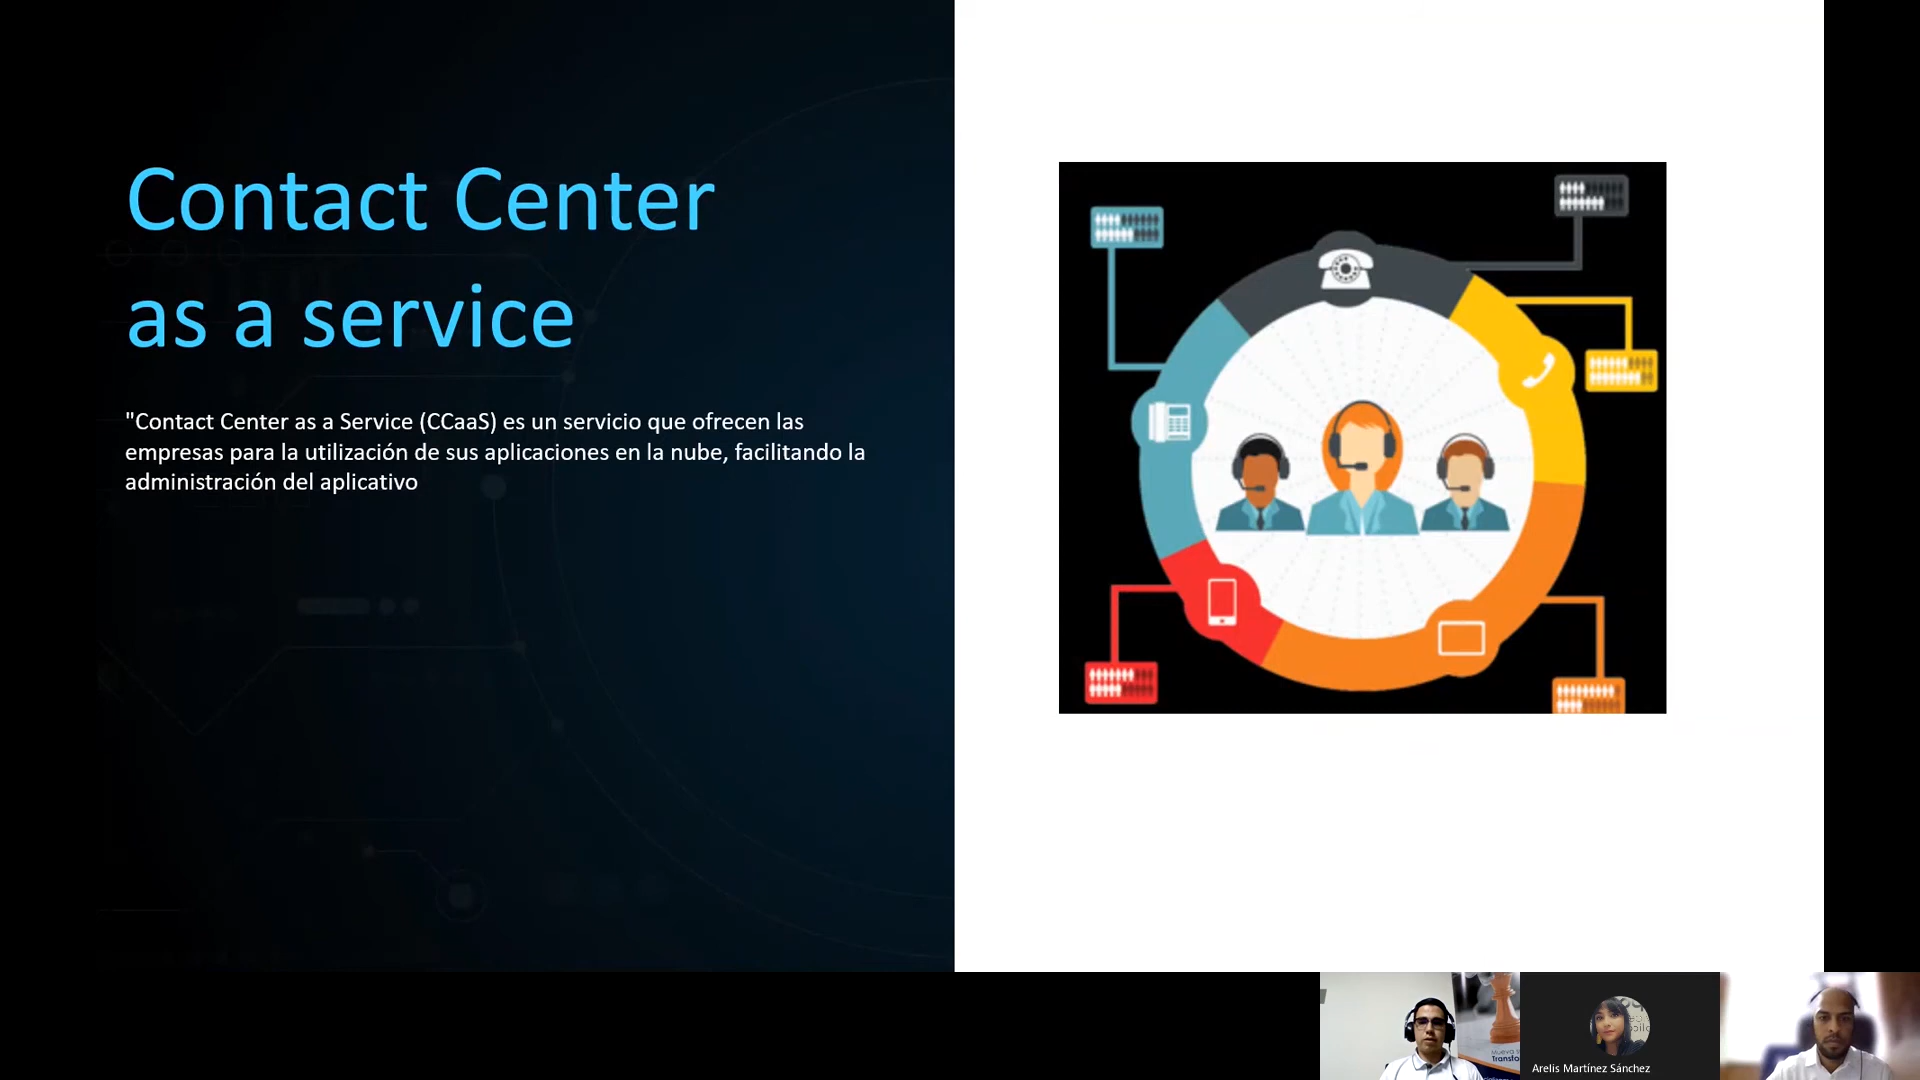 Contact Center
as a service
"Contact Center as a Service (CCaaS) es un servicio que ofrecen las
empresas para la utilización de sus aplicaciones en la nube, facilitando la
administración del aplicativo
Arelis Martínez Sánchez